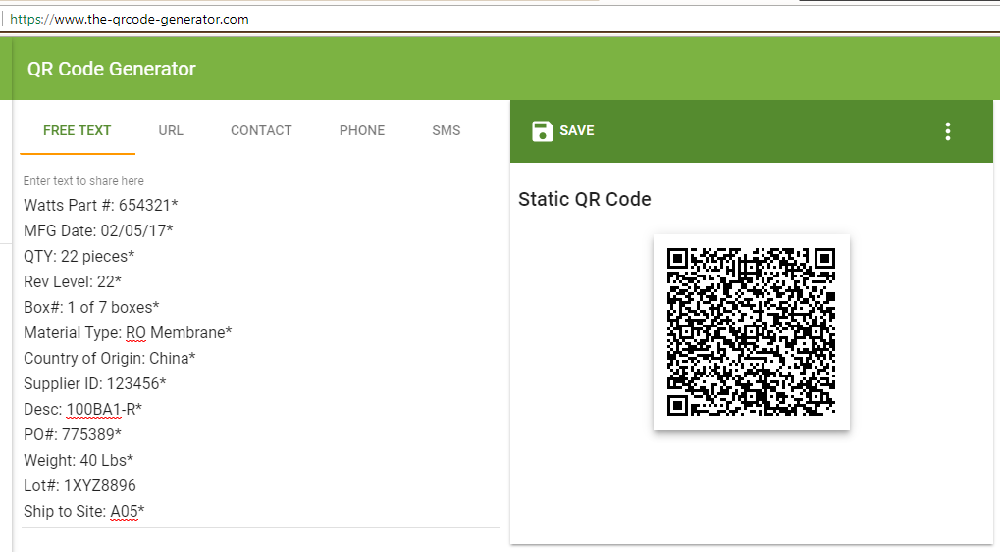 https://www.the-qrcode-generator.com
QR Code Generator
FREE TEXT URL CONTACT PHONE SMS
SAVE
Enter text to share here
Watts Part #: 654321*
MFG Date: 02/05/17*
QTY: 22 pieces*
Rev Level: 22*
Box#: 1 of 7 boxes*
Material Type: RO Membrane*
Country of Origin: China*
Supplier ID: 123456*
Desc: 100BA1-R*
PO#: 775389*
Weight: 40 Lbs*
Lot#: 1XYZ8896
Ship to Site: A05*
Static QR Code